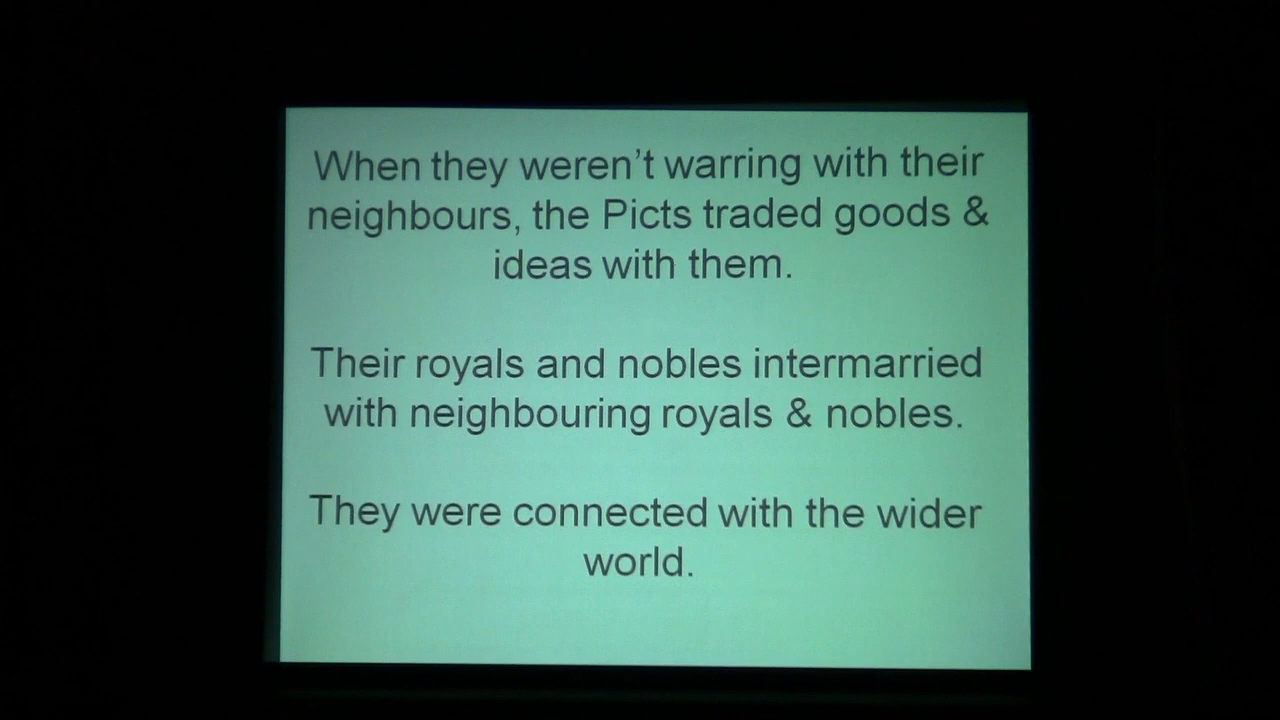 When they weren't warring with their
neighbours, the Picts traded goods &
ideas with them.
Their royals and nobles intermarried
with neighbouring royals & nobles.
They were connected with the wider
world.